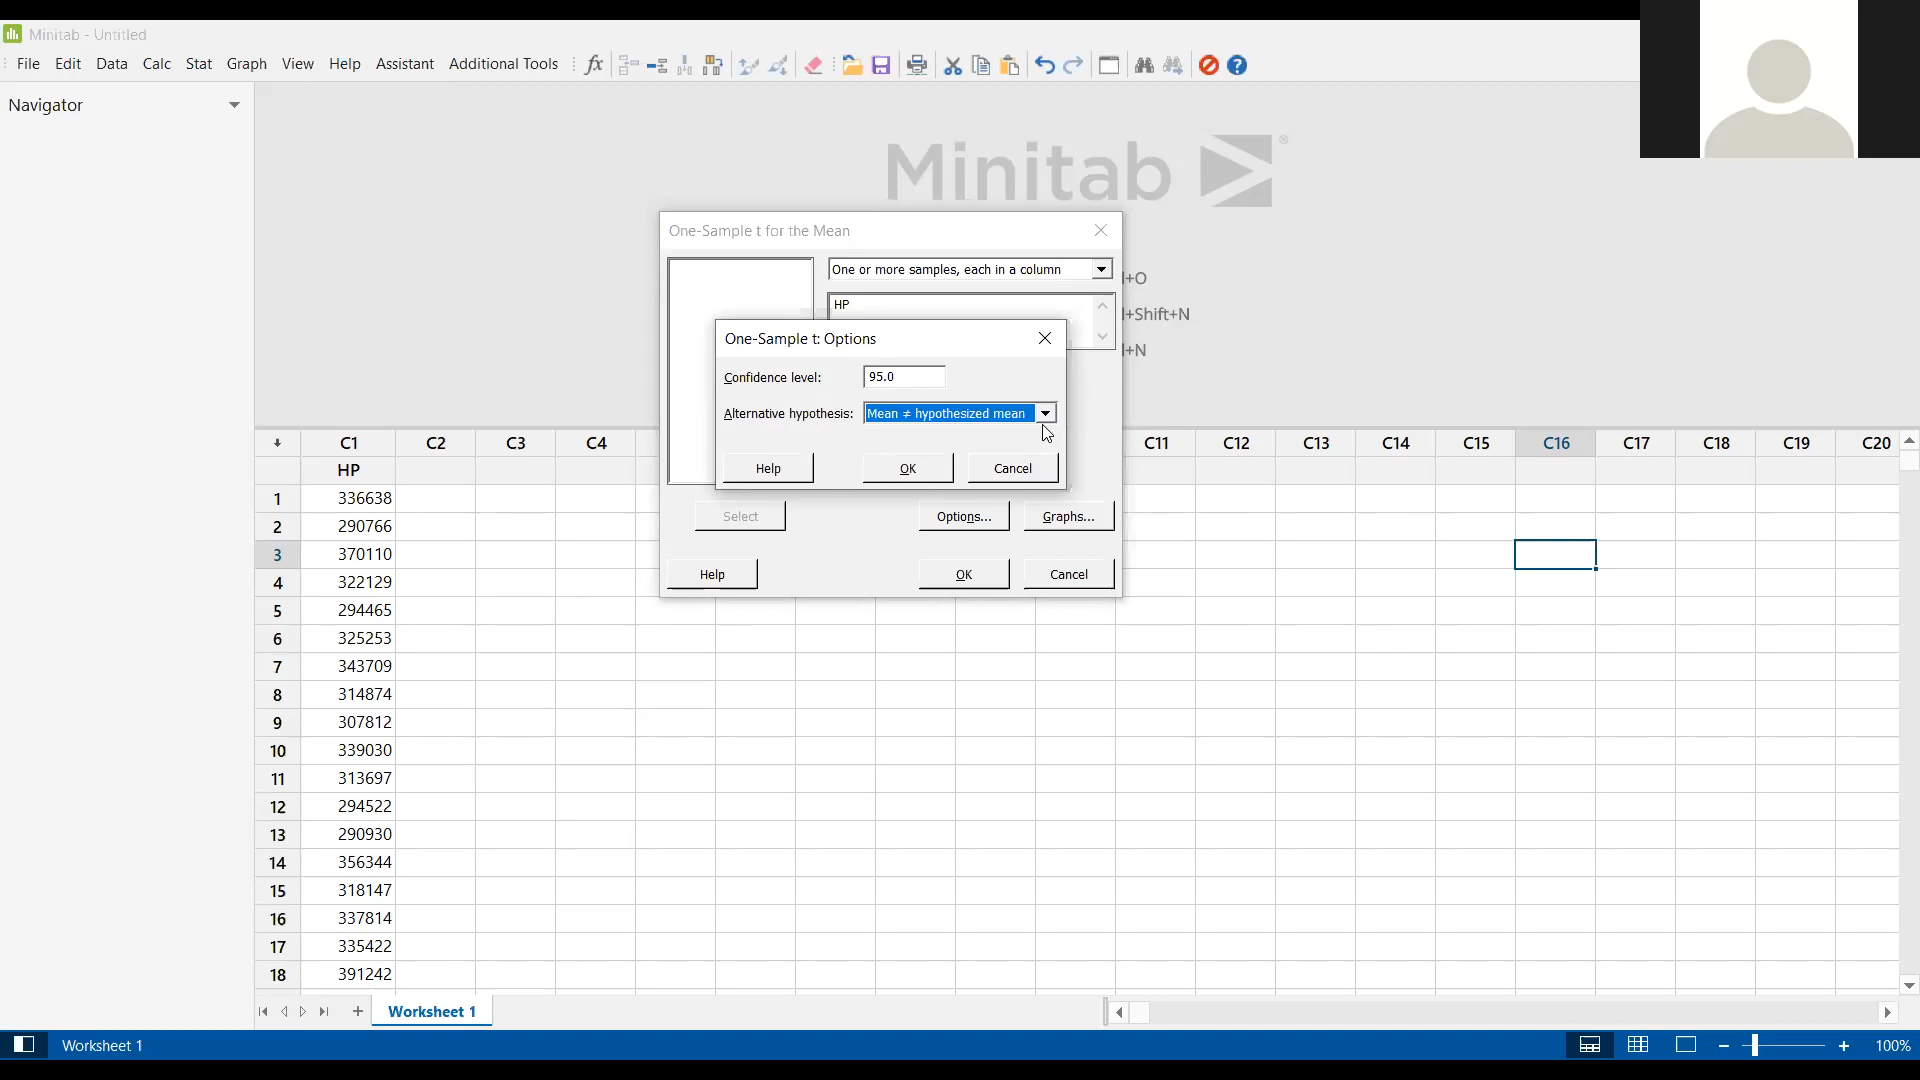 Minitab - Untitled
File Edit Data Calc Stat Graph View Help Assistant Additional Tools fx
Navigator
Minitab ®
One-Sample t for the Mean
One or more samples, each in a column
l+O
HP
l+Shift+N
One-Sample t: Options
l+N
Confidence level: 95.0
Alternative hypothesis: Mean ≠ hypothesized mean
Help OK Cancel
Select Options... Graphs...
Help OK Cancel
C1 C2 C3 C4 C11 C12 C13 C14 C15 C16 C17 C18 C19 C20
HP
1 336638
2 290766
3 370110
4 322129
5 294465
6 325253
7 343709
8 314874
9 307812
10 339030
11 313697
12 294522
13 290930
14 356344
15 318147
16 337814
17 335422
18 391242
+ Worksheet 1
Worksheet 1 100%